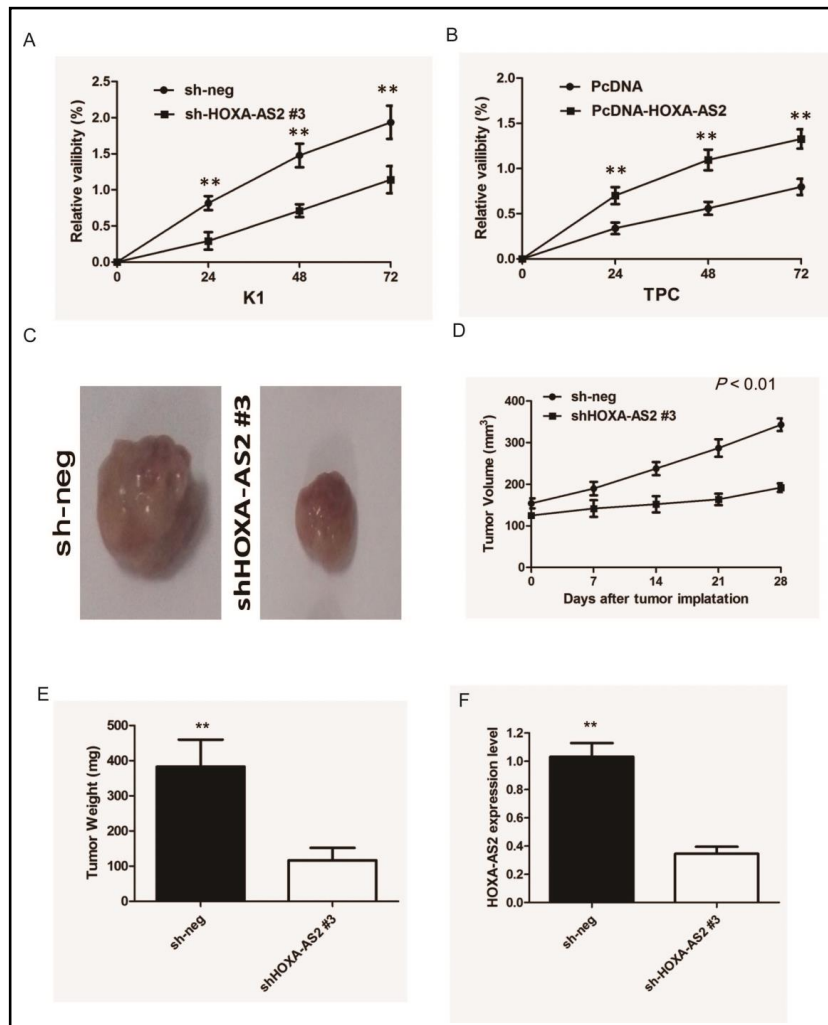 A
Relative vailibity (%)
2.5
2.0
1.5
1.0
0.5
0.0
sh-neg
sh-HOXA-AS2 #3
**
**
**
0
24
48
72
K1
B
Relative vailibity (%)
2.0
1.5
1.0
0.5
0.0
PcDNA
PcDNA-HOXA-AS2
**
**
**
0
24
48
72
TPC
C
sh-neg
shHOXA-AS2 #3
D
P < 0.01
Tumor Volume (mm³)
400
300
200
100
0
sh-neg
shHOXA-AS2 #3
0
7
14
21
28
Days after tumor implatation
E
Tumor Weight (mg)
500
400
300
200
100
0
**
sh-neg
shHOXA-AS2 #3
F
HOXA-AS2 expression level
1.2
1.0
0.8
0.6
0.4
0.2
0.0
**
sh-neg
sh-HOXA-AS2 #3